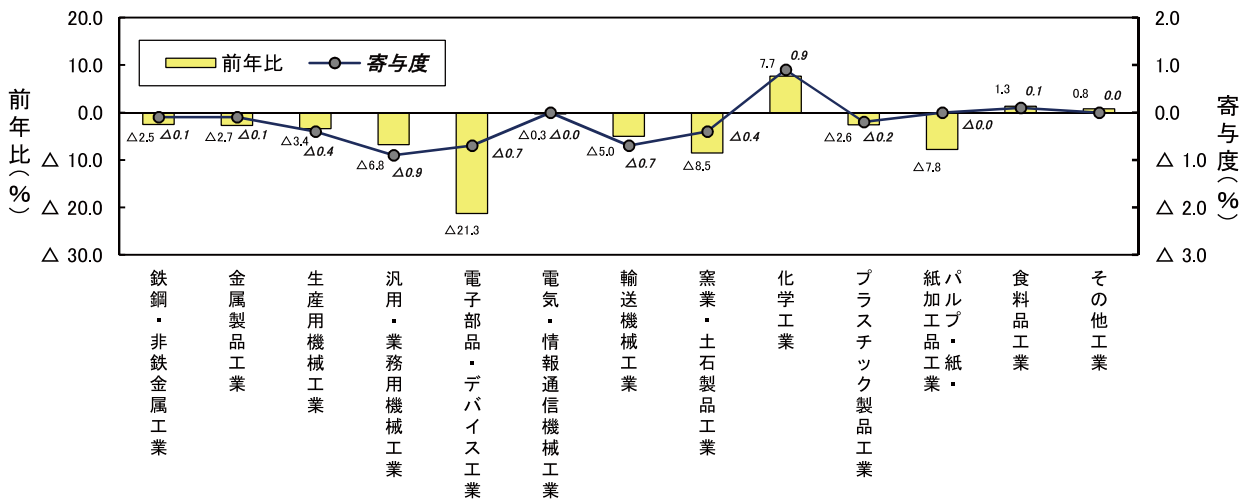 前年比
寄与度
前年比(%)
20.0
10.0
0.0
△ 10.0
△ 20.0
△ 30.0
寄与度(%)
2.0
1.0
0.0
△ 1.0
△ 2.0
△ 3.0
△2.5
△0.1
△2.7
△0.1
△3.4
△0.4
△6.8
△0.9
△21.3
△0.7
△0.3
△0.0
△5.0
△0.7
△8.5
△0.4
7.7
0.9
△2.6
△0.2
△7.8
△0.0
1.3
0.1
0.8
0.0
鉄鋼・非鉄金属工業
金属製品工業
生産用機械工業
汎用・業務用機械工業
電子部品・デバイス工業
電気・情報通信機械工業
輸送機械工業
窯業・土石製品工業
化学工業
プラスチック製品工業
パルプ・紙・
紙加工品工業
食料品工業
その他工業